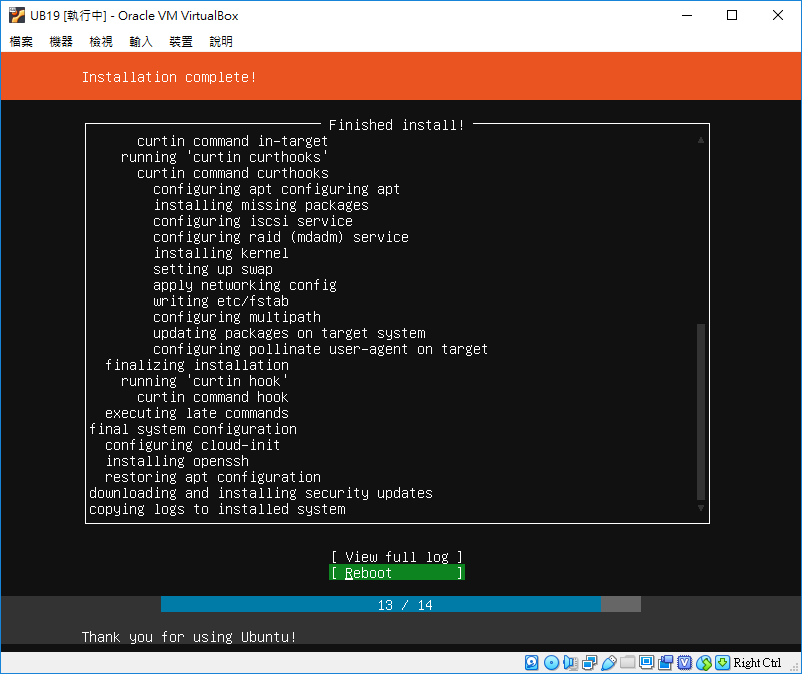 UB19 [執行中] - Oracle VM VirtualBox
檔案 機器 檢視 輸入 裝置 說明
Installation complete!
Finished install!
curtin command in-target
running 'curtin curthooks'
curtin command curthooks
configuring apt configuring apt
installing missing packages
configuring iscsi service
configuring raid (mdadm) service
installing kernel
setting up swap
apply networking config
writing etc/fstab
configuring multipath
updating packages on target system
configuring pollinate user-agent on target
finalizing installation
running 'curtin hook'
curtin command hook
executing late commands
final system configuration
configuring cloud-init
installing openssh
restoring apt configuration
downloading and installing security updates
copying logs to installed system
[ View full log ]
[ Reboot ]
13 / 14
Thank you for using Ubuntu!
Right Ctrl